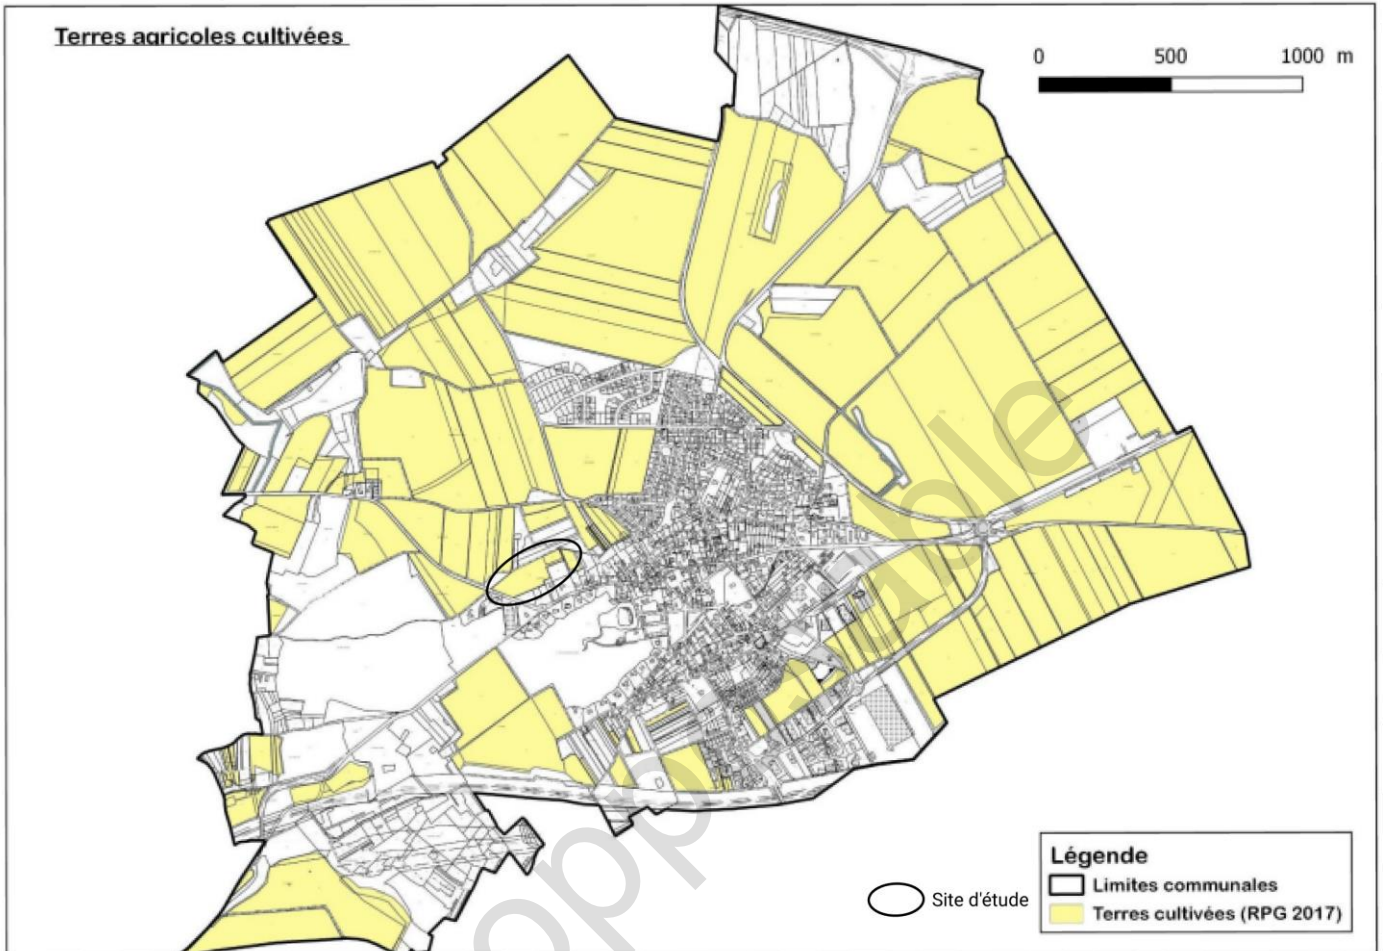 Terres agricoles cultivées
0 500 1000 m
Légende
Limites communales
Site d'étude
Terres cultivées (RPG 2017)